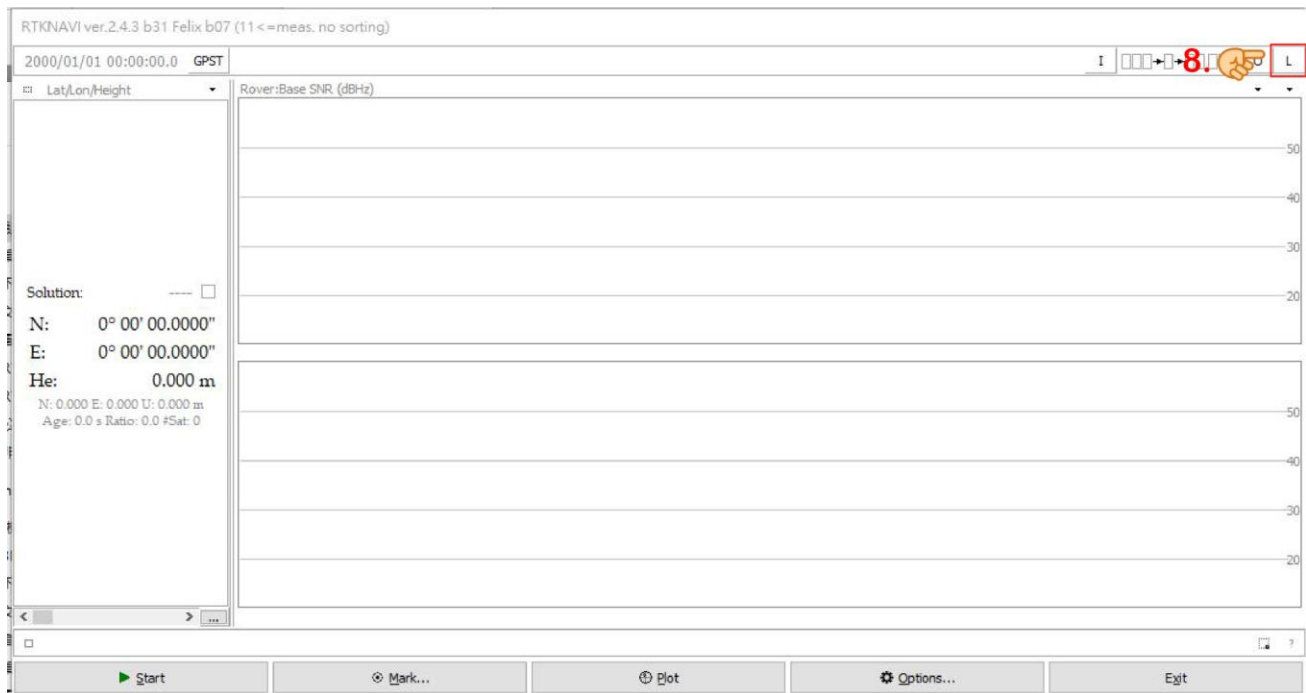 RTKNAVI ver.2.4.3 b31 Felix b07 (11<=meas. no sorting)
2000/01/01 00:00:00.0 GPST
I 8. O L
Lat/Lon/Height
Rover:Base SNR (dBHz)
50
40
30
20
Solution: ----
N: 0° 00' 00.0000"
E: 0° 00' 00.0000"
He: 0.000 m
N: 0.000 E: 0.000 U: 0.000 m
Age: 0.0 s Ratio: 0.0 #Sat: 0
50
40
30
20
...
?
Start Mark... Plot Options... Exit